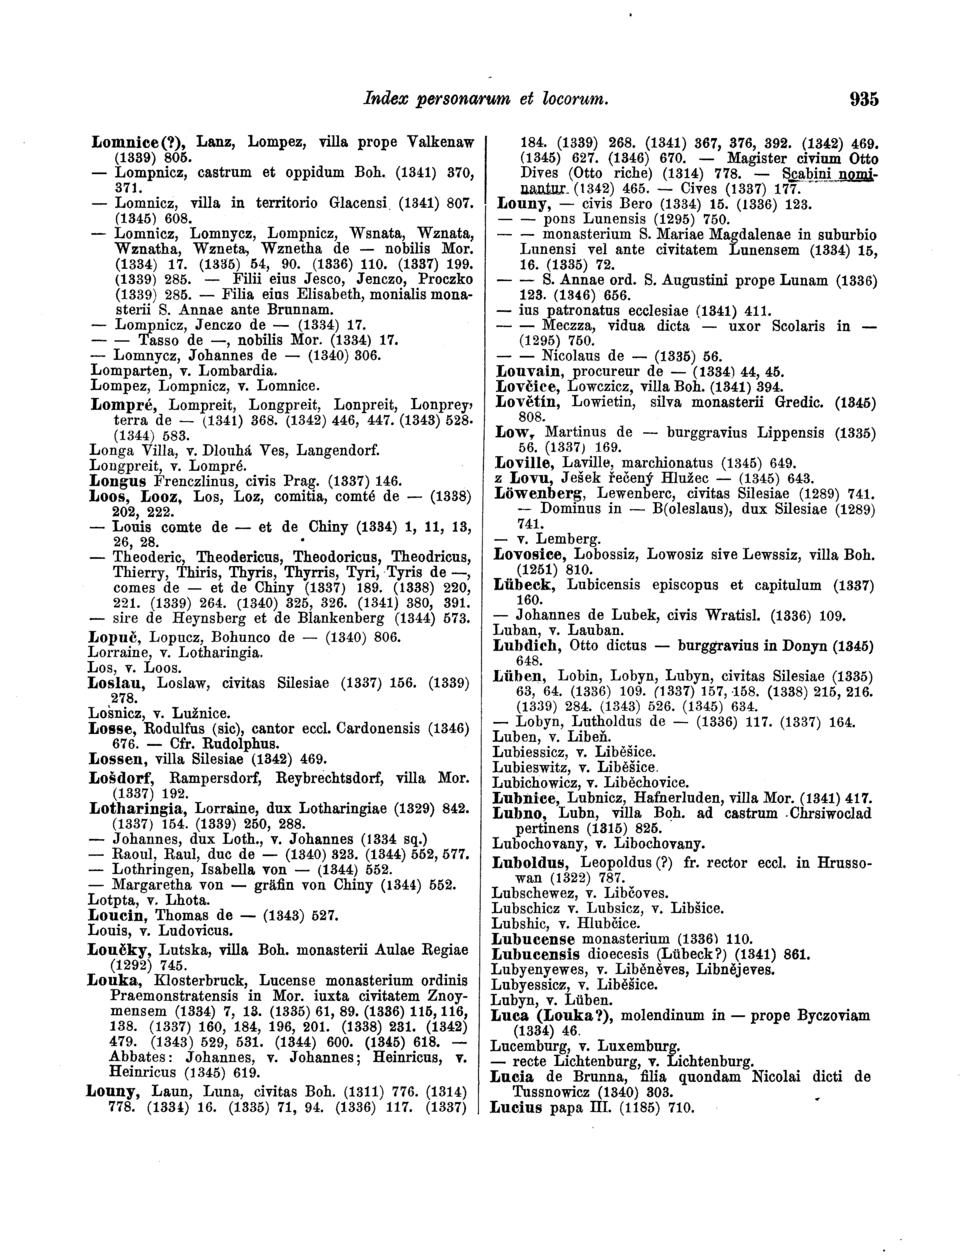 Index personarum et locorum.
935
Lomnice(?), Lanz, Lompez, villa prope Valkenaw
(1339) 805.
— Lompnicz, castrum et oppidum Boh. (1341) 370,
371.
— Lomnicz, villa in territorio Glacensi. (1341) 807.
(1345) 608.
— Lomnicz, Lomnycz, Lompnicz, Wsnata, Wznata,
Wznatha, Wzneta, Wznetha de — nobilis Mor.
(1334) 17. (1335) 54, 90. (1336) 110. (1337) 199.
(1339) 285. — Filii eius Jesco, Jenczo, Proczko
(1339) 285. — Filia eius Elisabeth, monialis mona-
sterii S. Annae ante Brunnam.
— Lompnicz, Jenczo de — (1334) 17.
— — Tasso de —, nobilis Mor. (1334) 17.
— Lomnycz, Johannes de — (1340) 306.
Lomparten, v. Lombardia.
Lompez, Lompnicz, v. Lomnice.
Lompré, Lompreit, Longpreit, Lonpreit, Lonprey,
terra de — (1341) 368. (1342) 446, 447. (1343) 528.
(1344) 583.
Longa Villa, v. Dlouhá Ves, Langendorf.
Longpreit, v. Lompré.
Longus Frenczlinus, civis Prag. (1337) 146.
Loos, Looz, Los, Loz, comitia, comté de — (1338)
202, 222.
— Louis comte de — et de Chiny (1334) 1, 11, 13,
26, 28.
— Theoderic, Theodericus, Theodoricus, Theodricus,
Thierry, Thiris, Thyris, Thyrris, Tyri, Tyris de —,
comes de — et de Chiny (1337) 189. (1338) 220,
221. (1339) 264. (1340) 325, 326. (1341) 380, 391.
— sire de Heynsberg et de Blankenberg (1344) 573.
Lopuč, Lopucz, Bohunco de — (1340) 806.
Lorraine, v. Lotharingia.
Los, v. Loos.
Loslau, Loslaw, civitas Silesiae (1337) 156. (1339)
278.
Losnicz, v. Lužnice.
Losse, Rodulfus (sic), cantor eccl. Cardonensis (1346)
676. — Cfr. Rudolphus.
Lossen, villa Silesiae (1342) 469.
Lošdorf, Rampersdorf, Reybrechtsdorf, villa Mor.
(1337) 192.
Lotharingia, Lorraine, dux Lotharingiae (1329) 842.
(1337) 154. (1339) 250, 288.
— Johannes, dux Loth., v. Johannes (1334 sq.)
— Raoul, Raul, duc de — (1340) 323. (1344) 552, 577.
— Lothringen, Isabella von — (1344) 552.
— Margaretha von — gräfin von Chiny (1344) 552.
Lotpta, v. Lhota.
Loucin, Thomas de — (1343) 527.
Louis, v. Ludovicus.
Loučky, Lutska, villa Boh. monasterii Aulae Regiae
(1292) 745.
Louka, Klosterbruck, Lucense monasterium ordinis
Praemonstratensis in Mor. iuxta civitatem Znoy-
mensem (1334) 7, 13. (1335) 61, 89. (1336) 115, 116,
138. (1337) 160, 184, 196, 201. (1338) 231. (1342)
479. (1343) 529, 531. (1344) 600. (1345) 618. —
Abbates: Johannes, v. Johannes; Heinricus, v.
Heinricus (1345) 619.
Louny, Laun, Luna, civitas Boh. (1311) 776. (1314)
778. (1334) 16. (1335) 71, 94. (1336) 117. (1337)
184. (1339) 268. (1341) 367, 376, 392. (1342) 469.
(1345) 627. (1346) 670. — Magister civium Otto
Dives (Otto riche) (1314) 778. — Scabini nomi-
nantur. (1342) 465. — Cives (1337) 177.
Louny, — civis Bero (1334) 15. (1336) 123.
— — pons Lunensis (1295) 750.
— — monasterium S. Mariae Magdalenae in suburbio
Lunensi vel ante civitatem Lunensem (1334) 15,
16. (1335) 72.
— — S. Annae ord. S. Augustini prope Lunam (1336)
123. (1346) 656.
— ius patronatus ecclesiae (1341) 411.
— — Meczza, vidua dicta — uxor Scolaris in —
(1295) 750.
— — Nicolaus de — (1335) 56.
Louvain, procureur de — (1334) 44, 45.
Lovčice, Lowczicz, villa Boh. (1341) 394.
Lovětín, Lowietin, silva monasterii Gredic. (1345)
808.
Low, Martinus de — burggravius Lippensis (1335)
56. (1337) 169.
Loville, Laville, marchionatus (1345) 649.
z Lovu, Ješek řečený Hlužec — (1345) 643.
Löwenberg, Lewenberc, civitas Silesiae (1289) 741.
— Dominus in — B(oleslaus), dux Silesiae (1289)
741.
— v. Lemberg.
Lovosice, Lobossiz, Lowosiz sive Lewssiz, villa Boh.
(1251) 810.
Lübeck, Lubicensis episcopus et capitulum (1337)
160.
— Johannes de Lubek, civis Wratisl. (1336) 109.
Luban, v. Lauban.
Lubdich, Otto dictus — burggravius in Donyn (1345)
648.
Lüben, Lobin, Lobyn, Lubyn, civitas Silesiae (1335)
63, 64. (1336) 109. (1337) 157, 158. (1338) 215, 216.
(1339) 284. (1343) 526. (1345) 634.
— Lobyn, Lutholdus de — (1336) 117. (1337) 164.
Luben, v. Libeň.
Lubiessicz, v. Liběšice.
Lubieswitz, v. Liběšice.
Lubichowicz, v. Liběchovice.
Lubnice, Lubnicz, Hafnerluden, villa Mor. (1341) 417.
Lubno, Lubn, villa Boh. ad castrum Chrsiwoclad
pertinens (1315) 825.
Lubochovany, v. Libochovany.
Luboldus, Leopoldus (?) fr. rector eccl. in Hrusso-
wan (1322) 787.
Lubschewez, v. Libčoves.
Lubschicz v. Lubsicz, v. Libšice.
Lubshic, v. Hlubčice.
Lubucense monasterium (1336) 110.
Lubucensis dioecesis (Lübeck?) (1341) 861.
Lubyenyewes, v. Liběněves, Libnějeves.
Lubyessicz, v. Liběšice.
Lubyn, v. Lüben.
Luca (Louka?), molendinum in — prope Byczoviam
(1334) 46.
Lucemburg, v. Luxemburg.
— recte Lichtenburg, v. Lichtenburg.
Lucia de Brunna, filia quondam Nicolai dicti de
Tussnowicz (1340) 303.
Lucius papa III. (1185) 710.